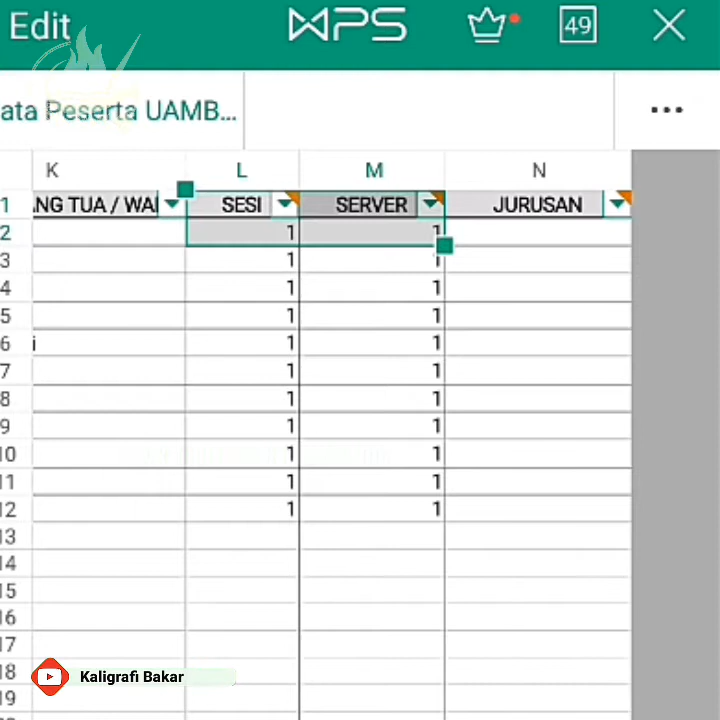 Edit WPS 49
ata Peserta UAMB...
K L M N
1 NG TUA / WAI SESI SERVER JURUSAN
2 1 1
3 1 1
4 1 1
5 1 1
6 i 1 1
7 1 1
8 1 1
9 1 1
10 1 1
11 1 1
12 1 1
13
14
15
16
17
18
Kaligrafi Bakar
19